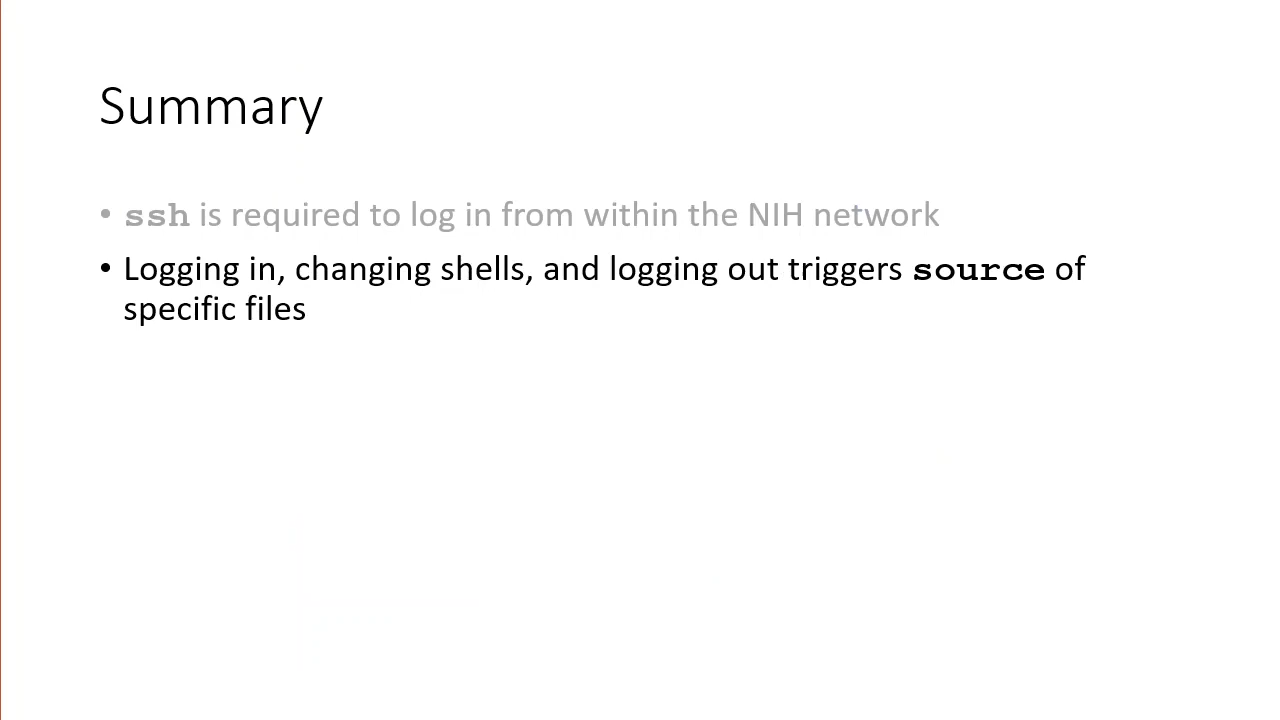 Summary
• ssh is required to log in from within the NIH network
• Logging in, changing shells, and logging out triggers source of
specific files